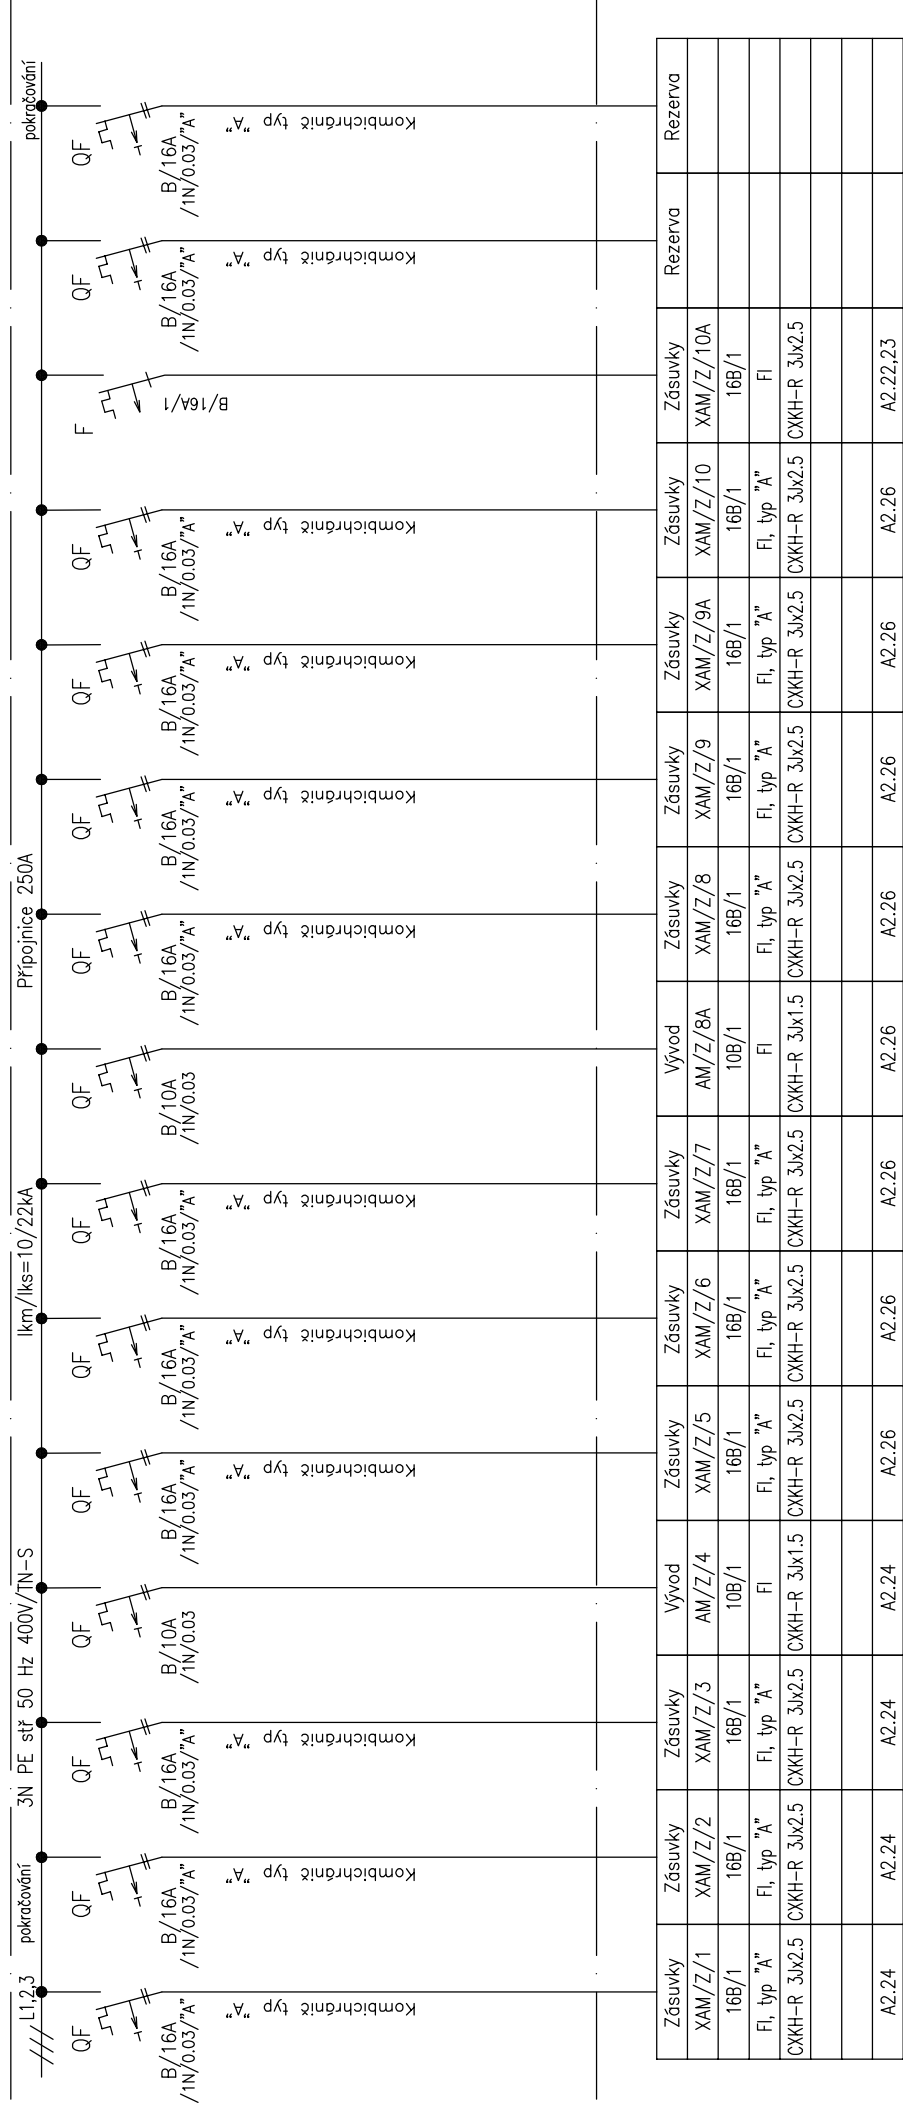 L1,2,3
pokračování
3N PE stř 50 Hz 400V/TN-S
Ikm/Iks=10/22kA
Přípojnice 250A
pokračování
QF
B/16A
/1N/0.03/"A"
Kombichránič typ "A"
QF
B/16A
/1N/0.03/"A"
Kombichránič typ "A"
QF
B/16A
/1N/0.03/"A"
Kombichránič typ "A"
QF
B/10A
/1N/0.03
QF
B/16A
/1N/0.03/"A"
Kombichránič typ "A"
QF
B/16A
/1N/0.03/"A"
Kombichránič typ "A"
QF
B/16A
/1N/0.03/"A"
Kombichránič typ "A"
QF
B/10A
/1N/0.03
QF
B/16A
/1N/0.03/"A"
Kombichránič typ "A"
QF
B/16A
/1N/0.03/"A"
Kombichránič typ "A"
QF
B/16A
/1N/0.03/"A"
Kombichránič typ "A"
QF
B/16A
/1N/0.03/"A"
Kombichránič typ "A"
F
B/16A/1
QF
B/16A
/1N/0.03/"A"
Kombichránič typ "A"
QF
B/16A
/1N/0.03/"A"
Kombichránič typ "A"
Zásuvky Zásuvky Zásuvky Vývod Zásuvky Zásuvky Zásuvky Vývod Zásuvky Zásuvky Zásuvky Zásuvky Zásuvky Rezerva Rezerva
XAM/Z/1 XAM/Z/2 XAM/Z/3 AM/Z/4 XAM/Z/5 XAM/Z/6 XAM/Z/7 AM/Z/8A XAM/Z/8 XAM/Z/9 XAM/Z/9A XAM/Z/10 XAM/Z/10A
16B/1 16B/1 16B/1 10B/1 16B/1 16B/1 16B/1 10B/1 16B/1 16B/1 16B/1 16B/1 16B/1
FI, typ "A" FI, typ "A" FI, typ "A" FI FI, typ "A" FI, typ "A" FI, typ "A" FI FI, typ "A" FI, typ "A" FI, typ "A" FI, typ "A" FI
CXKH-R 3Jx2.5 CXKH-R 3Jx2.5 CXKH-R 3Jx2.5 CXKH-R 3Jx1.5 CXKH-R 3Jx2.5 CXKH-R 3Jx2.5 CXKH-R 3Jx2.5 CXKH-R 3Jx1.5 CXKH-R 3Jx2.5 CXKH-R 3Jx2.5 CXKH-R 3Jx2.5 CXKH-R 3Jx2.5 CXKH-R 3Jx2.5
A2.24 A2.24 A2.24 A2.24 A2.26 A2.26 A2.26 A2.26 A2.26 A2.26 A2.26 A2.26 A2.22,23